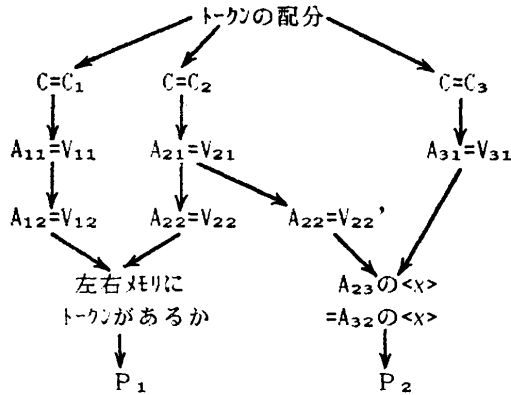 トークンの配分
C=C₁ C=C₂ C=C₃
A₁₁=V₁₁ A₂₁=V₂₁ A₃₁=V₃₁
A₁₂=V₁₂ A₂₂=V₂₂ A₂₂=V₂₂'
左右メモリに
トークンがあるか
A₂₃の<x>
=A₃₂の<x>
P₁ P₂